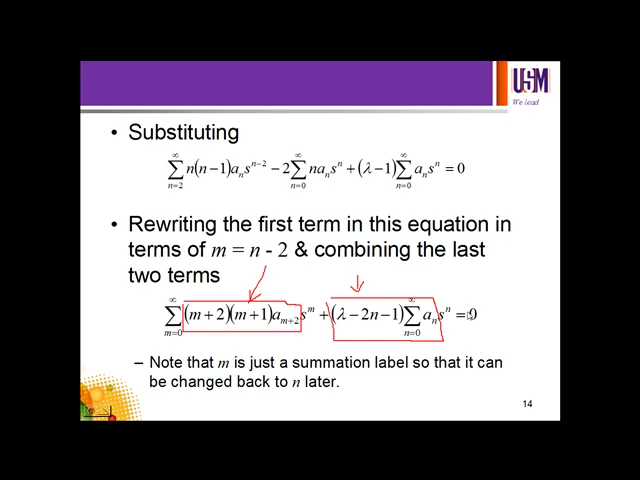 USM
We lead
• Substituting
∑_{n=2}^{∞} n(n−1)a_n s^{n−2} − 2∑_{n=0}^{∞} na_n s^n + (λ−1)∑_{n=0}^{∞} a_n s^n = 0
• Rewriting the first term in this equation in
terms of m = n - 2 & combining the last
two terms
∑_{m=0}^{∞} (m+2)(m+1)a_{m+2} s^m + (λ−2n−1)∑_{n=0}^{∞} a_n s^n = 0
– Note that m is just a summation label so that it can
be changed back to n later.
14